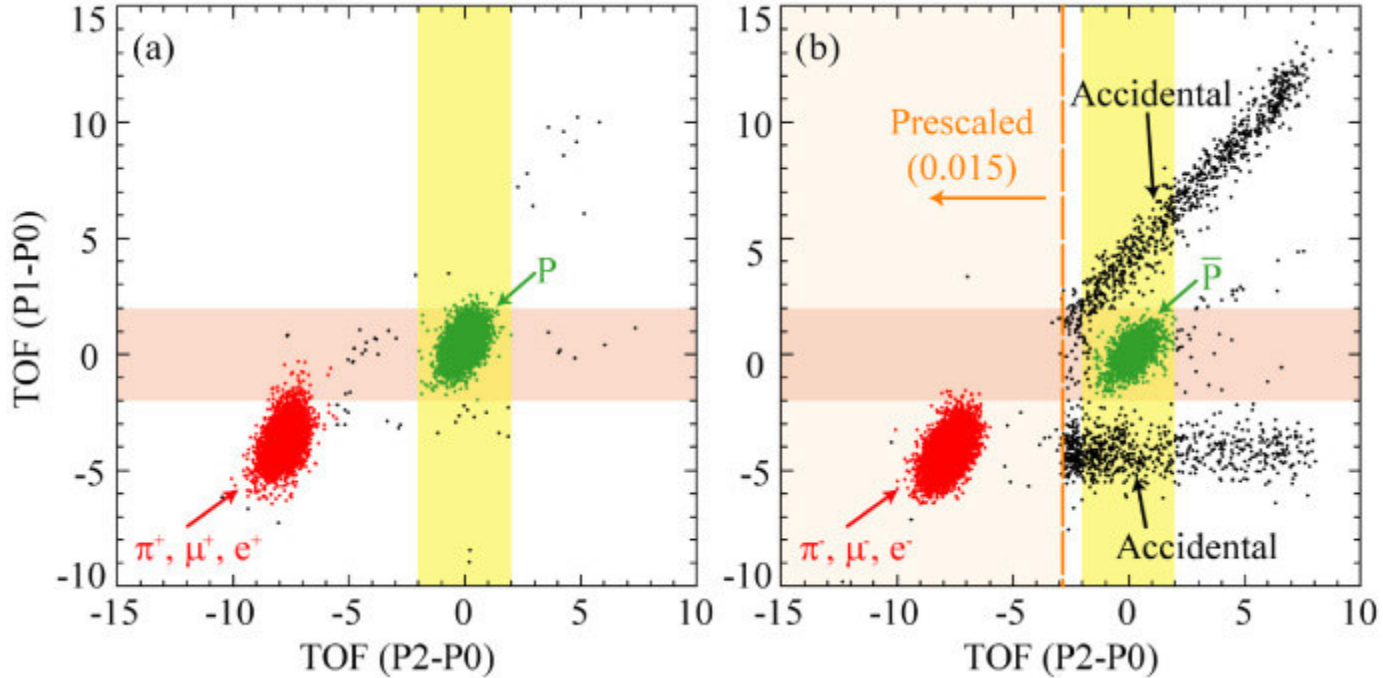 (a)
P
π⁺, μ⁺, e⁺
15
10
5
0
-5
-10
-15
-10
-5
0
5
10
TOF (P1-P0)
TOF (P2-P0)
(b)
Accidental
Prescaled
(0.015)
P̅
π⁻, μ⁻, e⁻
Accidental
15
10
5
0
-5
-10
-15
-10
-5
0
5
10
TOF (P2-P0)